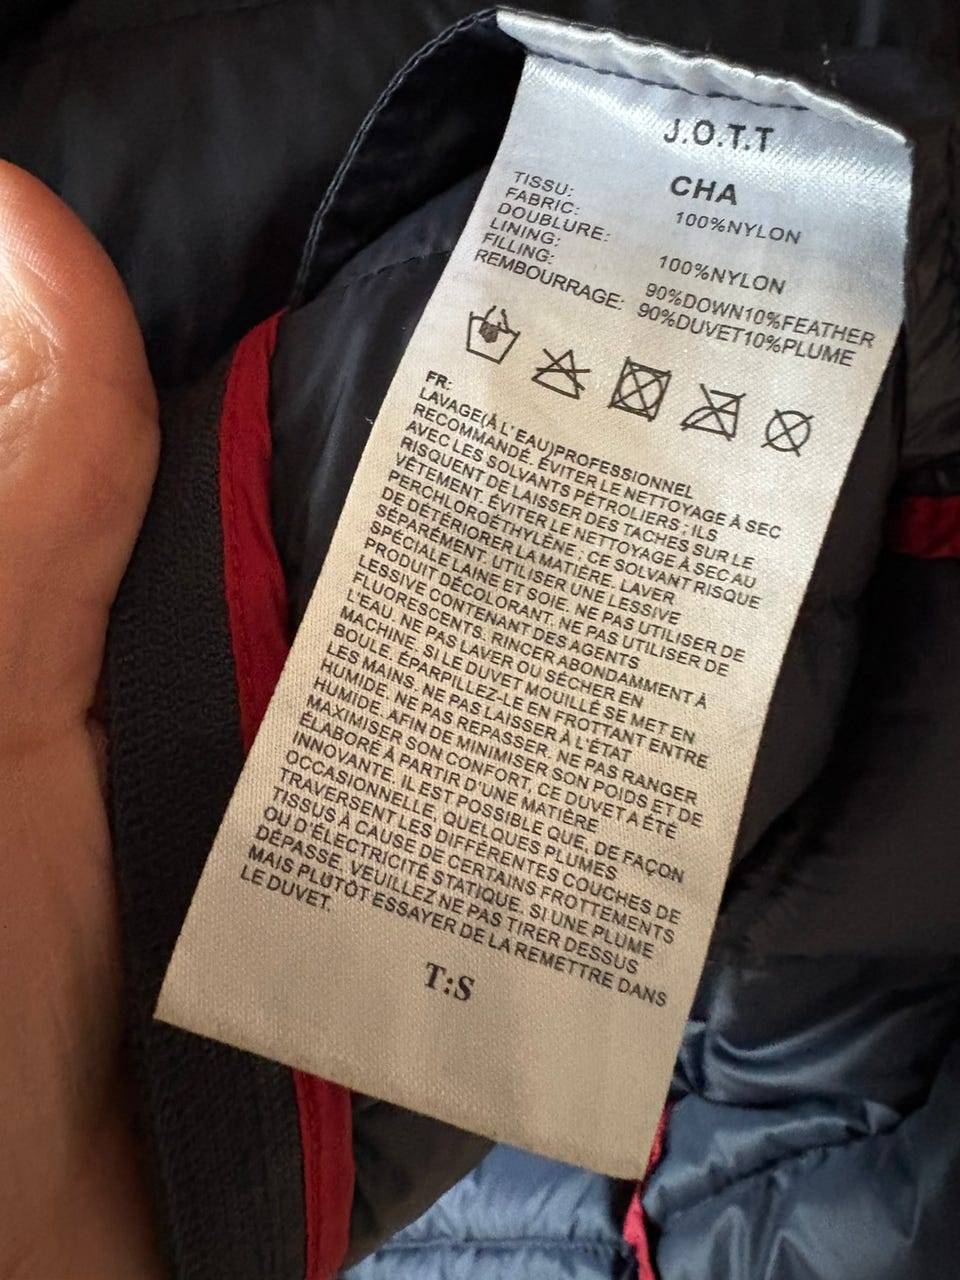 J.O.T.T
CHA
TISSU:
FABRIC: 100%NYLON
DOUBLURE:
LINING: 100%NYLON
FILLING: 90%DOWN10%FEATHER
REMBOURRAGE: 90%DUVET10%PLUME
FR:
LAVAGE(À L'EAU)PROFESSIONNEL
RECOMMANDÉ. ÉVITER LE NETTOYAGE À SEC
AVEC LES SOLVANTS PÉTROLIERS : ILS
RISQUENT DE LAISSER DES TACHES SUR LE
VÊTEMENT. ÉVITER LE NETTOYAGE À SEC AU
PERCHLOROÉTHYLÈNE : CE SOLVANT RISQUE
DE DÉTÉRIORER LA MATIÈRE. LAVER
SÉPARÉMENT. UTILISER UNE LESSIVE
SPÉCIALE LAINE ET SOIE. NE PAS UTILISER DE
PRODUIT DÉCOLORANT. NE PAS UTILISER DE
LESSIVE CONTENANT DES AGENTS
FLUORESCENTS. RINCER ABONDAMMENT À
L'EAU. NE PAS LAVER OU SÉCHER EN
MACHINE. SI LE DUVET MOUILLÉ SE MET EN
BOULE, ÉPARPILLEZ-LE EN FROTTANT ENTRE
LES MAINS. NE PAS LAISSER À L'ÉTAT
HUMIDE. NE PAS REPASSER. NE PAS RANGER
HUMIDE. AFIN DE MINIMISER SON POIDS ET DE
MAXIMISER SON CONFORT, CE DUVET A ÉTÉ
ÉLABORÉ À PARTIR D'UNE MATIÈRE
INNOVANTE. IL EST POSSIBLE QUE, DE FAÇON
OCCASIONNELLE, QUELQUES PLUMES
TRAVERSENT LES DIFFÉRENTES COUCHES DE
TISSUS À CAUSE DE CERTAINS FROTTEMENTS
OU D'ÉLECTRICITÉ STATIQUE. SI UNE PLUME
DÉPASSE, VEUILLEZ NE PAS TIRER DESSUS
MAIS PLUTÔT ESSAYER DE LA REMETTRE DANS
LE DUVET.
T:S